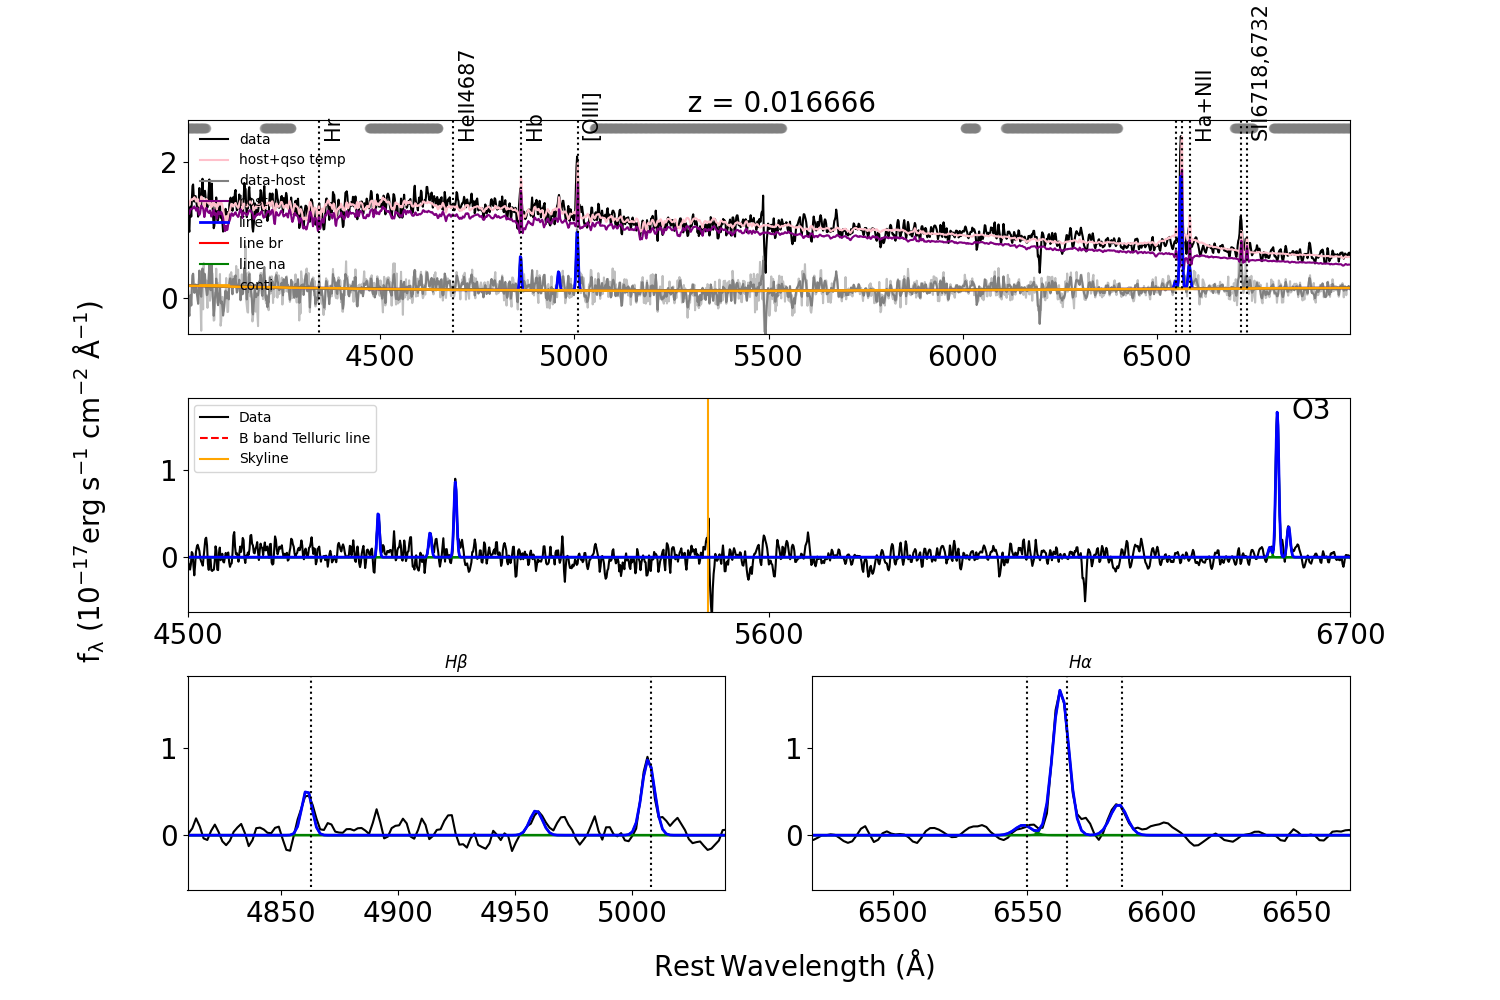 z = 0.016666
Hr
HeII4687
Hb
[OIII]
Ha+NII
SII6718,6732
data
host+qso temp
data-host
line
line br
line na
conti
2
0
4500
5000
5500
6000
6500
fλ (10⁻¹⁷erg s⁻¹ cm⁻² Å⁻¹)
Data
B band Telluric line
Skyline
O3
1
0
4500
5600
6700
Hβ
1
0
4850
4900
4950
5000
Hα
1
0
6500
6550
6600
6650
Rest Wavelength (Å)